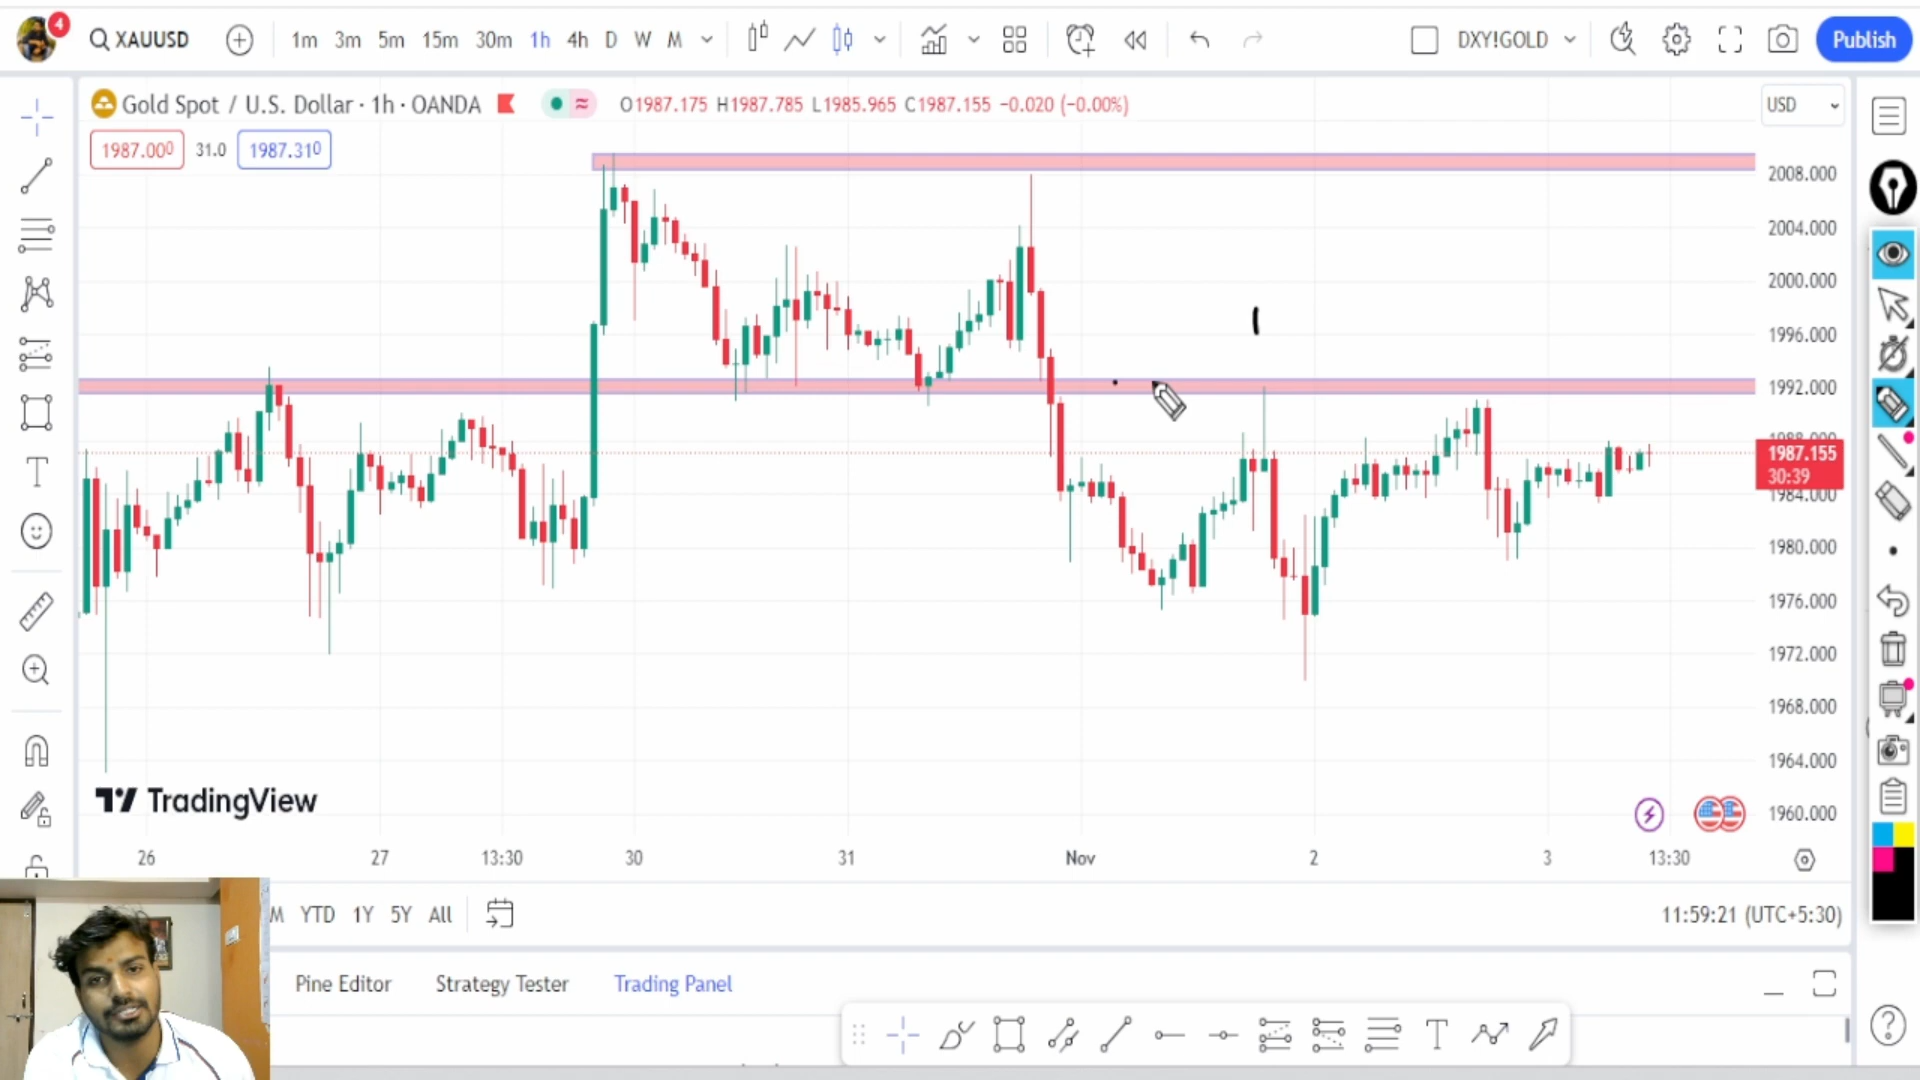 4
XAUUSD 1m 3m 5m 15m 30m 1h 4h D W M DXY!GOLD Publish
Gold Spot / U.S. Dollar · 1h · OANDA O1987.175 H1987.785 L1985.965 C1987.155 −0.020 (−0.00%) USD
1987.000 31.0 1987.310
2008.000
2004.000
2000.000
1996.000
1992.000
1987.155
30:39
1984.000
1980.000
1976.000
1972.000
1968.000
1964.000
1960.000
TradingView
26 27 13:30 30 31 Nov 2 3 13:30
M YTD 1Y 5Y All 11:59:21 (UTC+5:30)
Pine Editor Strategy Tester Trading Panel